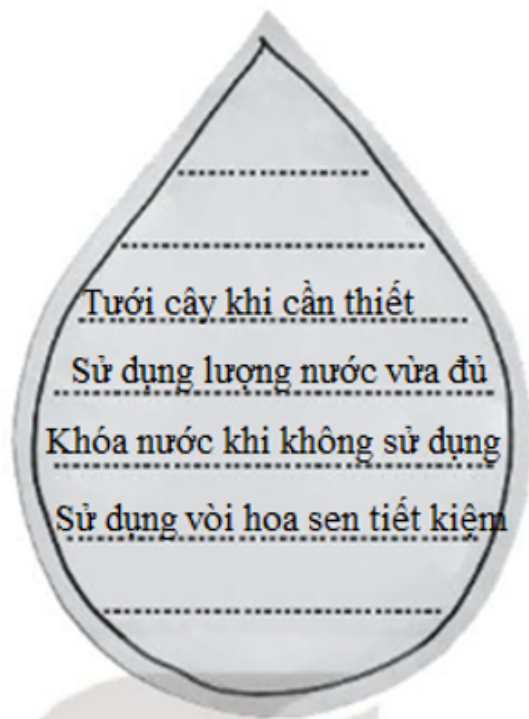 Tưới cây khi cần thiết
Sử dụng lượng nước vừa đủ
Khóa nước khi không sử dụng
Sử dụng vòi hoa sen tiết kiệm